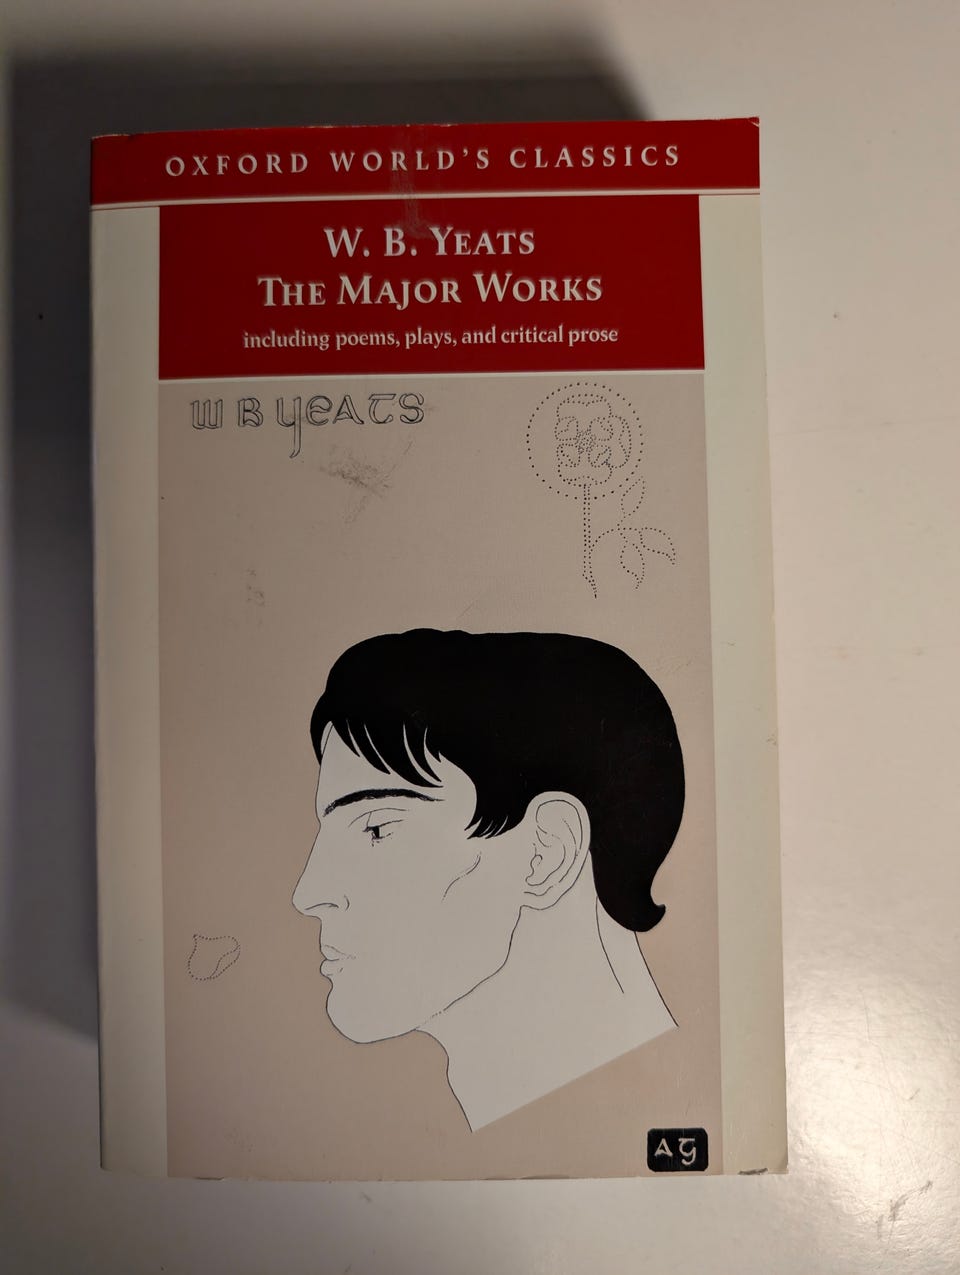 OXFORD WORLD'S CLASSICS
W. B. YEATS
THE MAJOR WORKS
including poems, plays, and critical prose
W B YEATS
AG